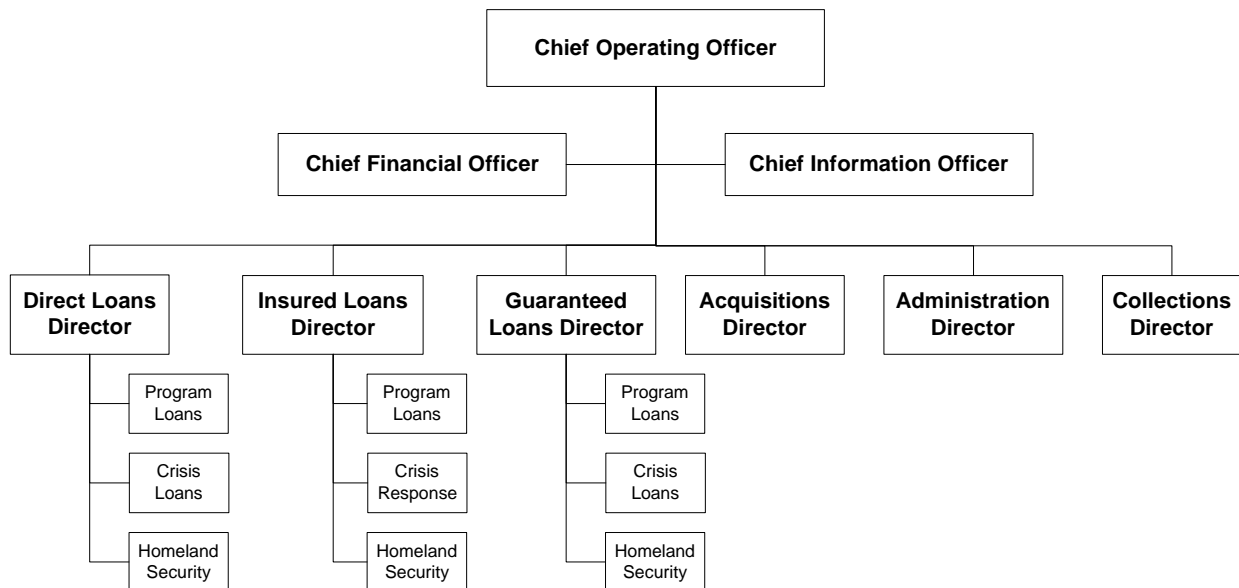 Chief Operating Officer
Chief Financial Officer
Chief Information Officer
Direct Loans
Director
Insured Loans
Director
Guaranteed
Loans Director
Acquisitions
Director
Administration
Director
Collections
Director
Program
Loans
Program
Loans
Program
Loans
Crisis
Loans
Crisis
Response
Crisis
Loans
Homeland
Security
Homeland
Security
Homeland
Security